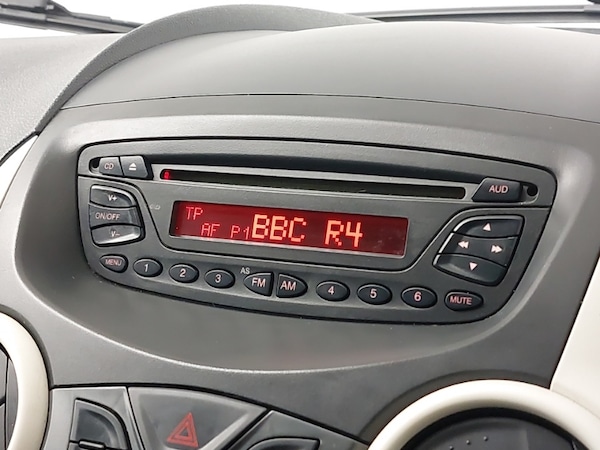 CD
AUD
V+
ON/OFF
V-
TP
AF P1 BBC R4
MENU 1 2 3 AS FM AM 4 5 6 MUTE